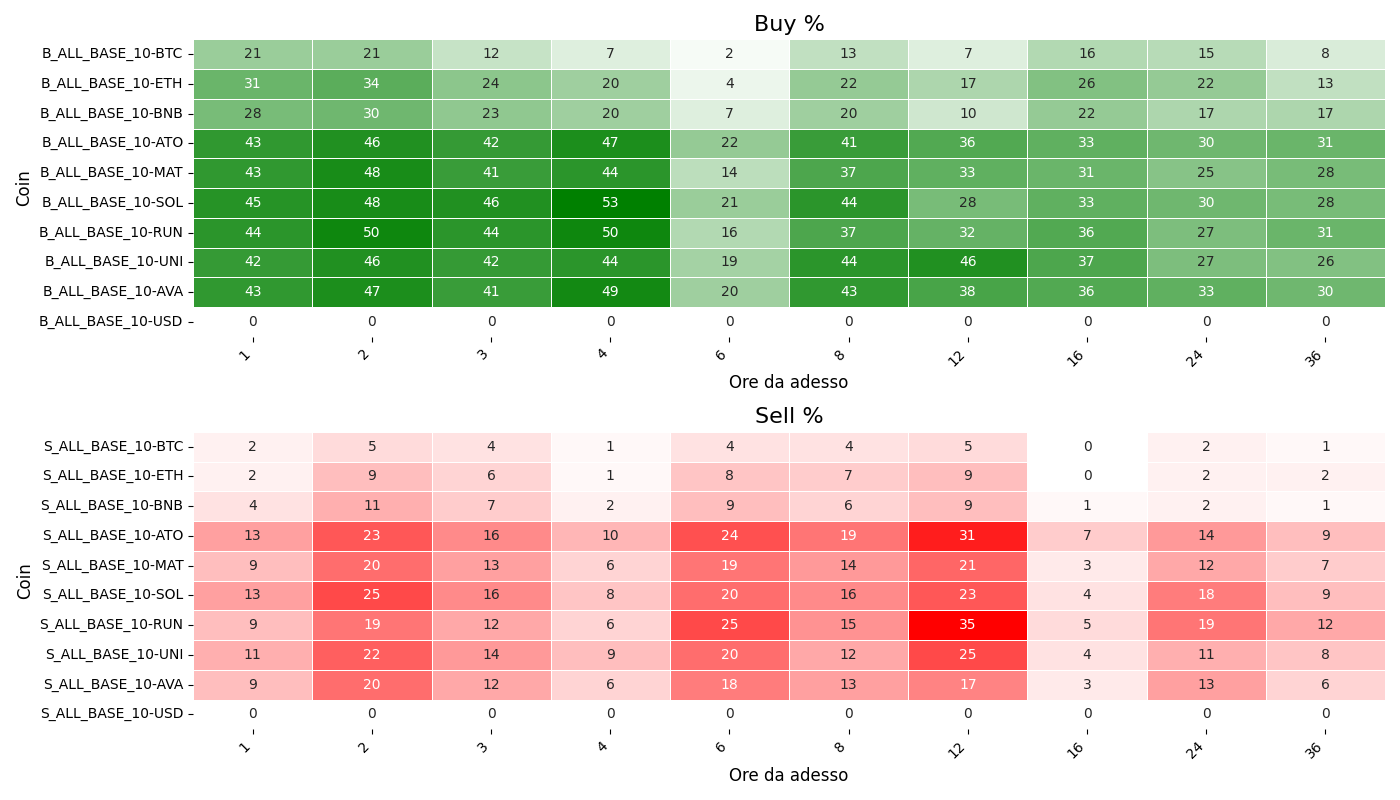 Buy %
Coin
B_ALL_BASE_10-BTC 21 21 12 7 2 13 7 16 15 8
B_ALL_BASE_10-ETH 31 34 24 20 4 22 17 26 22 13
B_ALL_BASE_10-BNB 28 30 23 20 7 20 10 22 17 17
B_ALL_BASE_10-ATO 43 46 42 47 22 41 36 33 30 31
B_ALL_BASE_10-MAT 43 48 41 44 14 37 33 31 25 28
B_ALL_BASE_10-SOL 45 48 46 53 21 44 28 33 30 28
B_ALL_BASE_10-RUN 44 50 44 50 16 37 32 36 27 31
B_ALL_BASE_10-UNI 42 46 42 44 19 44 46 37 27 26
B_ALL_BASE_10-AVA 43 47 41 49 20 43 38 36 33 30
B_ALL_BASE_10-USD 0 0 0 0 0 0 0 0 0 0
1 2 3 4 6 8 12 16 24 36
Ore da adesso
Sell %
Coin
S_ALL_BASE_10-BTC 2 5 4 1 4 4 5 0 2 1
S_ALL_BASE_10-ETH 2 9 6 1 8 7 9 0 2 2
S_ALL_BASE_10-BNB 4 11 7 2 9 6 9 1 2 1
S_ALL_BASE_10-ATO 13 23 16 10 24 19 31 7 14 9
S_ALL_BASE_10-MAT 9 20 13 6 19 14 21 3 12 7
S_ALL_BASE_10-SOL 13 25 16 8 20 16 23 4 18 9
S_ALL_BASE_10-RUN 9 19 12 6 25 15 35 5 19 12
S_ALL_BASE_10-UNI 11 22 14 9 20 12 25 4 11 8
S_ALL_BASE_10-AVA 9 20 12 6 18 13 17 3 13 6
S_ALL_BASE_10-USD 0 0 0 0 0 0 0 0 0 0
1 2 3 4 6 8 12 16 24 36
Ore da adesso